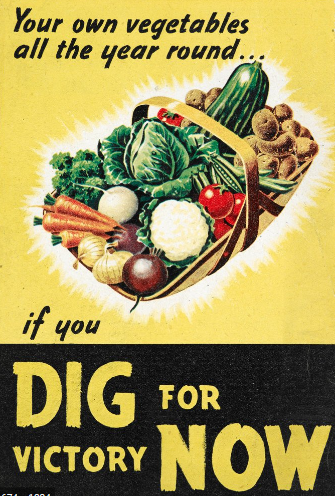 Your own vegetables
all the year round...
if you
DIG FOR
VICTORY NOW